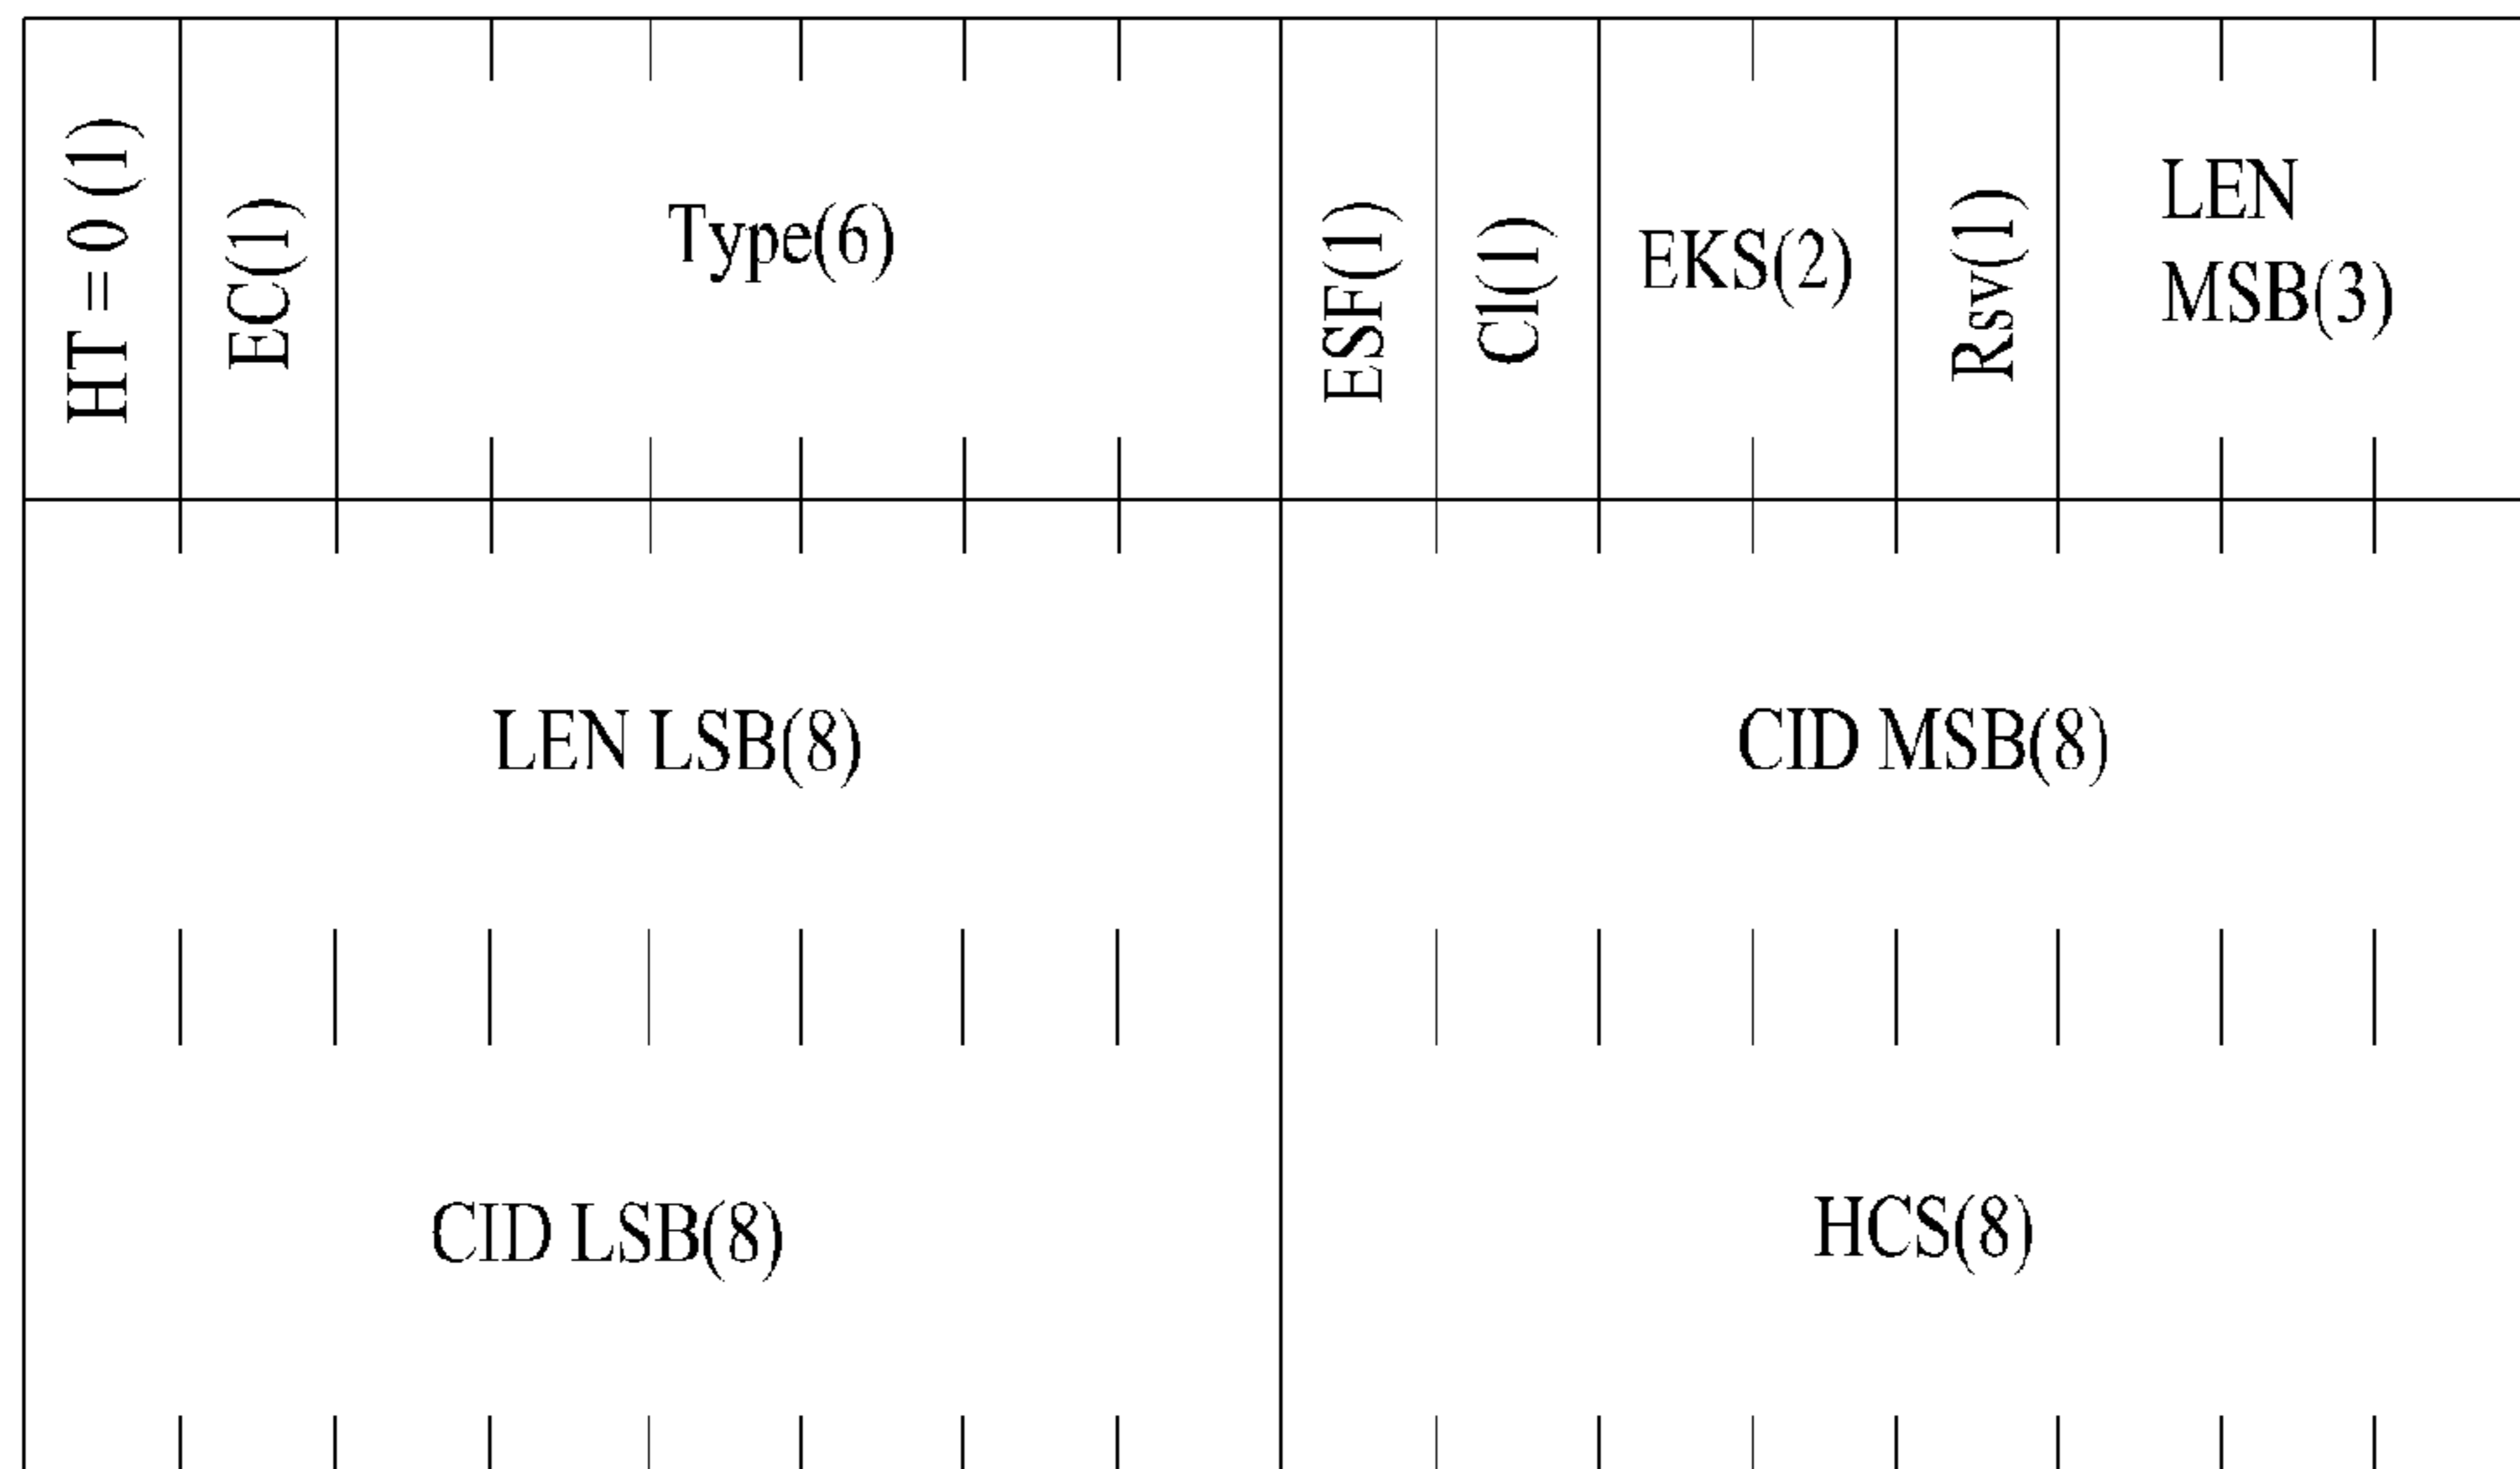 HT = 0 (1)
EC(1)
Type(6)
ESF(1)
Cl(1)
EKS(2)
Rsv(1)
LEN
MSB(3)
LEN LSB(8)
CID MSB(8)
CID LSB(8)
HCS(8)